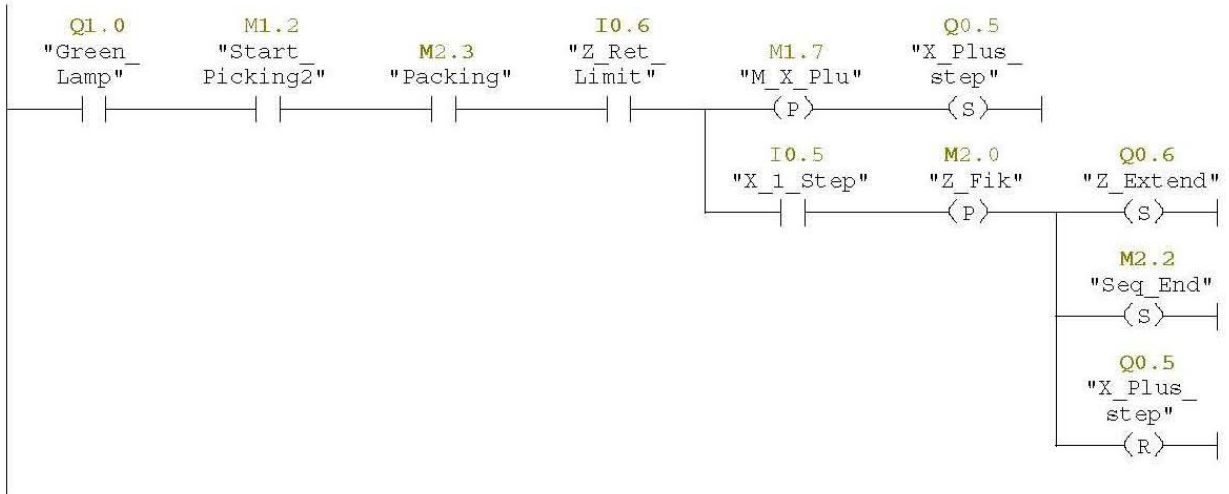 Q1.0 M1.2 I0.6 Q0.5
"Green_ "Start_ M2.3 "Z_Ret_ M1.7 "X_Plus_
Lamp" Picking2" "Packing" Limit" "M_X_Plu" step"
(P) (S)
I0.5 M2.0 Q0.6
"X_1_Step" "Z_Fik" "Z_Extend"
(P) (S)
M2.2
"Seq_End"
(S)
Q0.5
"X_Plus_
step"
(R)